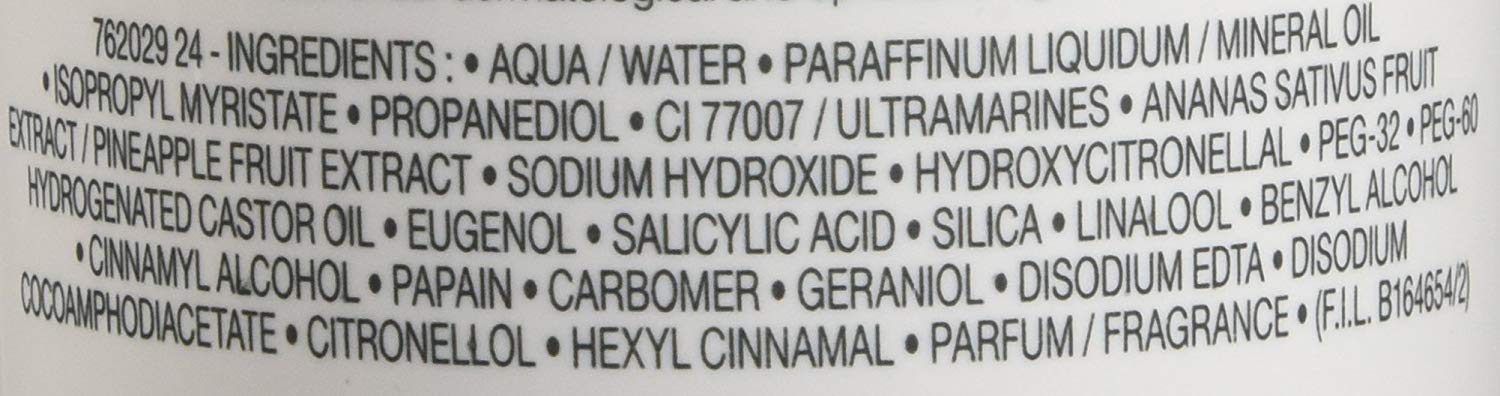 762029 24 - INGREDIENTS : • AQUA / WATER • PARAFFINUM LIQUIDUM / MINERAL OIL
• ISOPROPYL MYRISTATE • PROPANEDIOL • CI 77007 / ULTRAMARINES • ANANAS SATIVUS FRUIT
EXTRACT / PINEAPPLE FRUIT EXTRACT • SODIUM HYDROXIDE • HYDROXYCITRONELLAL • PEG-32 • PEG-60
HYDROGENATED CASTOR OIL • EUGENOL • SALICYLIC ACID • SILICA • LINALOOL • BENZYL ALCOHOL
• CINNAMYL ALCOHOL • PAPAIN • CARBOMER • GERANIOL • DISODIUM EDTA • DISODIUM
COCOAMPHODIACETATE • CITRONELLOL • HEXYL CINNAMAL • PARFUM / FRAGRANCE • (F.I.L. B164654/2)